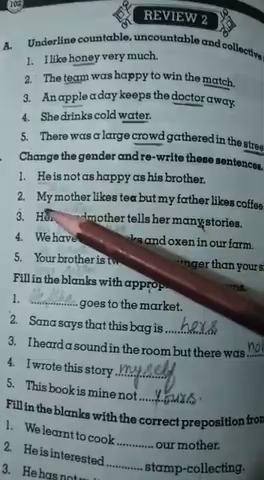 102
REVIEW 2
A. Underline countable, uncountable and collective
1. I like honey very much.
2. The team was happy to win the match.
3. An apple a day keeps the doctor away.
4. She drinks cold water.
5. There was a large crowd gathered in the stree
Change the gender and re-write these sentences.
1. He is not as happy as his brother.
2. My mother likes tea but my father likes coffee
3. Her mother tells her many stories.
4. We have and oxen in our farm.
5. Your brother is than your s
Fill in the blanks with
1. goes to the market.
2. Sana says that this bag is hers
3. I heard a sound in the room but there was
4. I wrote this story myself
5. This book is mine not yours.
Fill in the blanks with the correct preposition from
1. We learnt to cook ........... our mother.
2. He is interested ........... stamp-collecting.
3. He has not